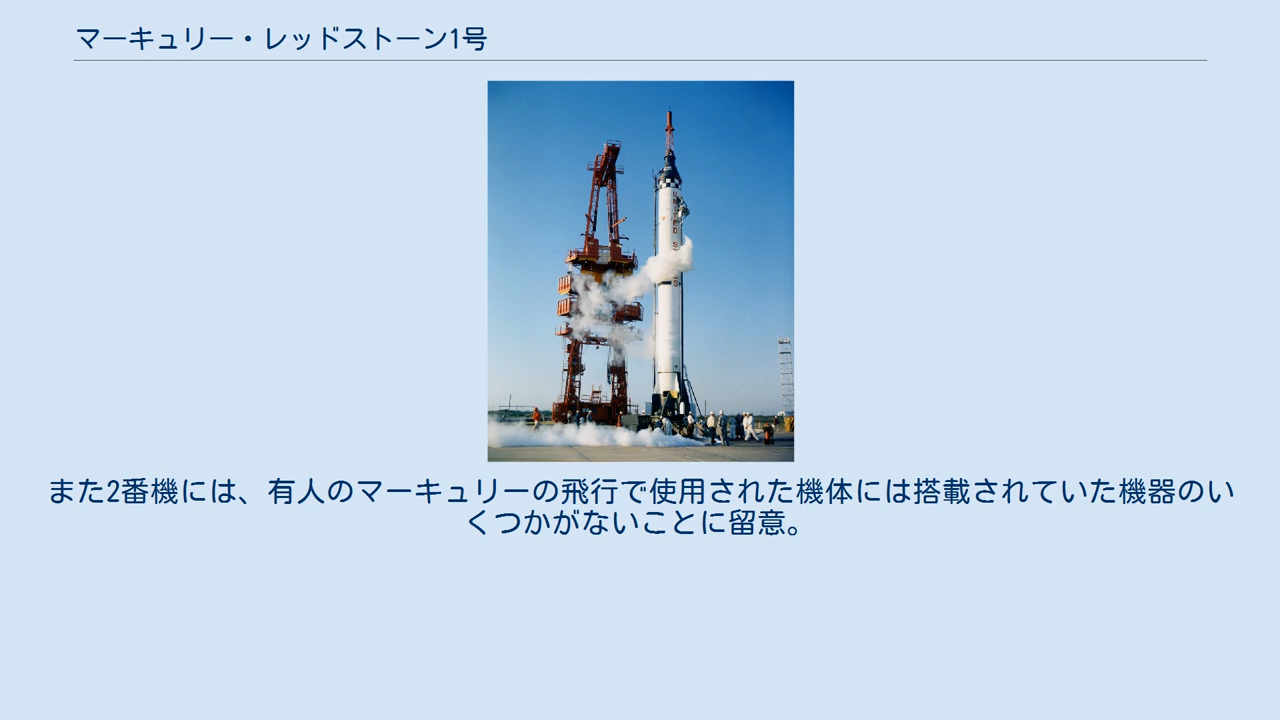 マーキュリー・レッドストーン1号
また2番機には、有人のマーキュリーの飛行で使用された機体には搭載されていた機器のい
くつかがないことに留意。